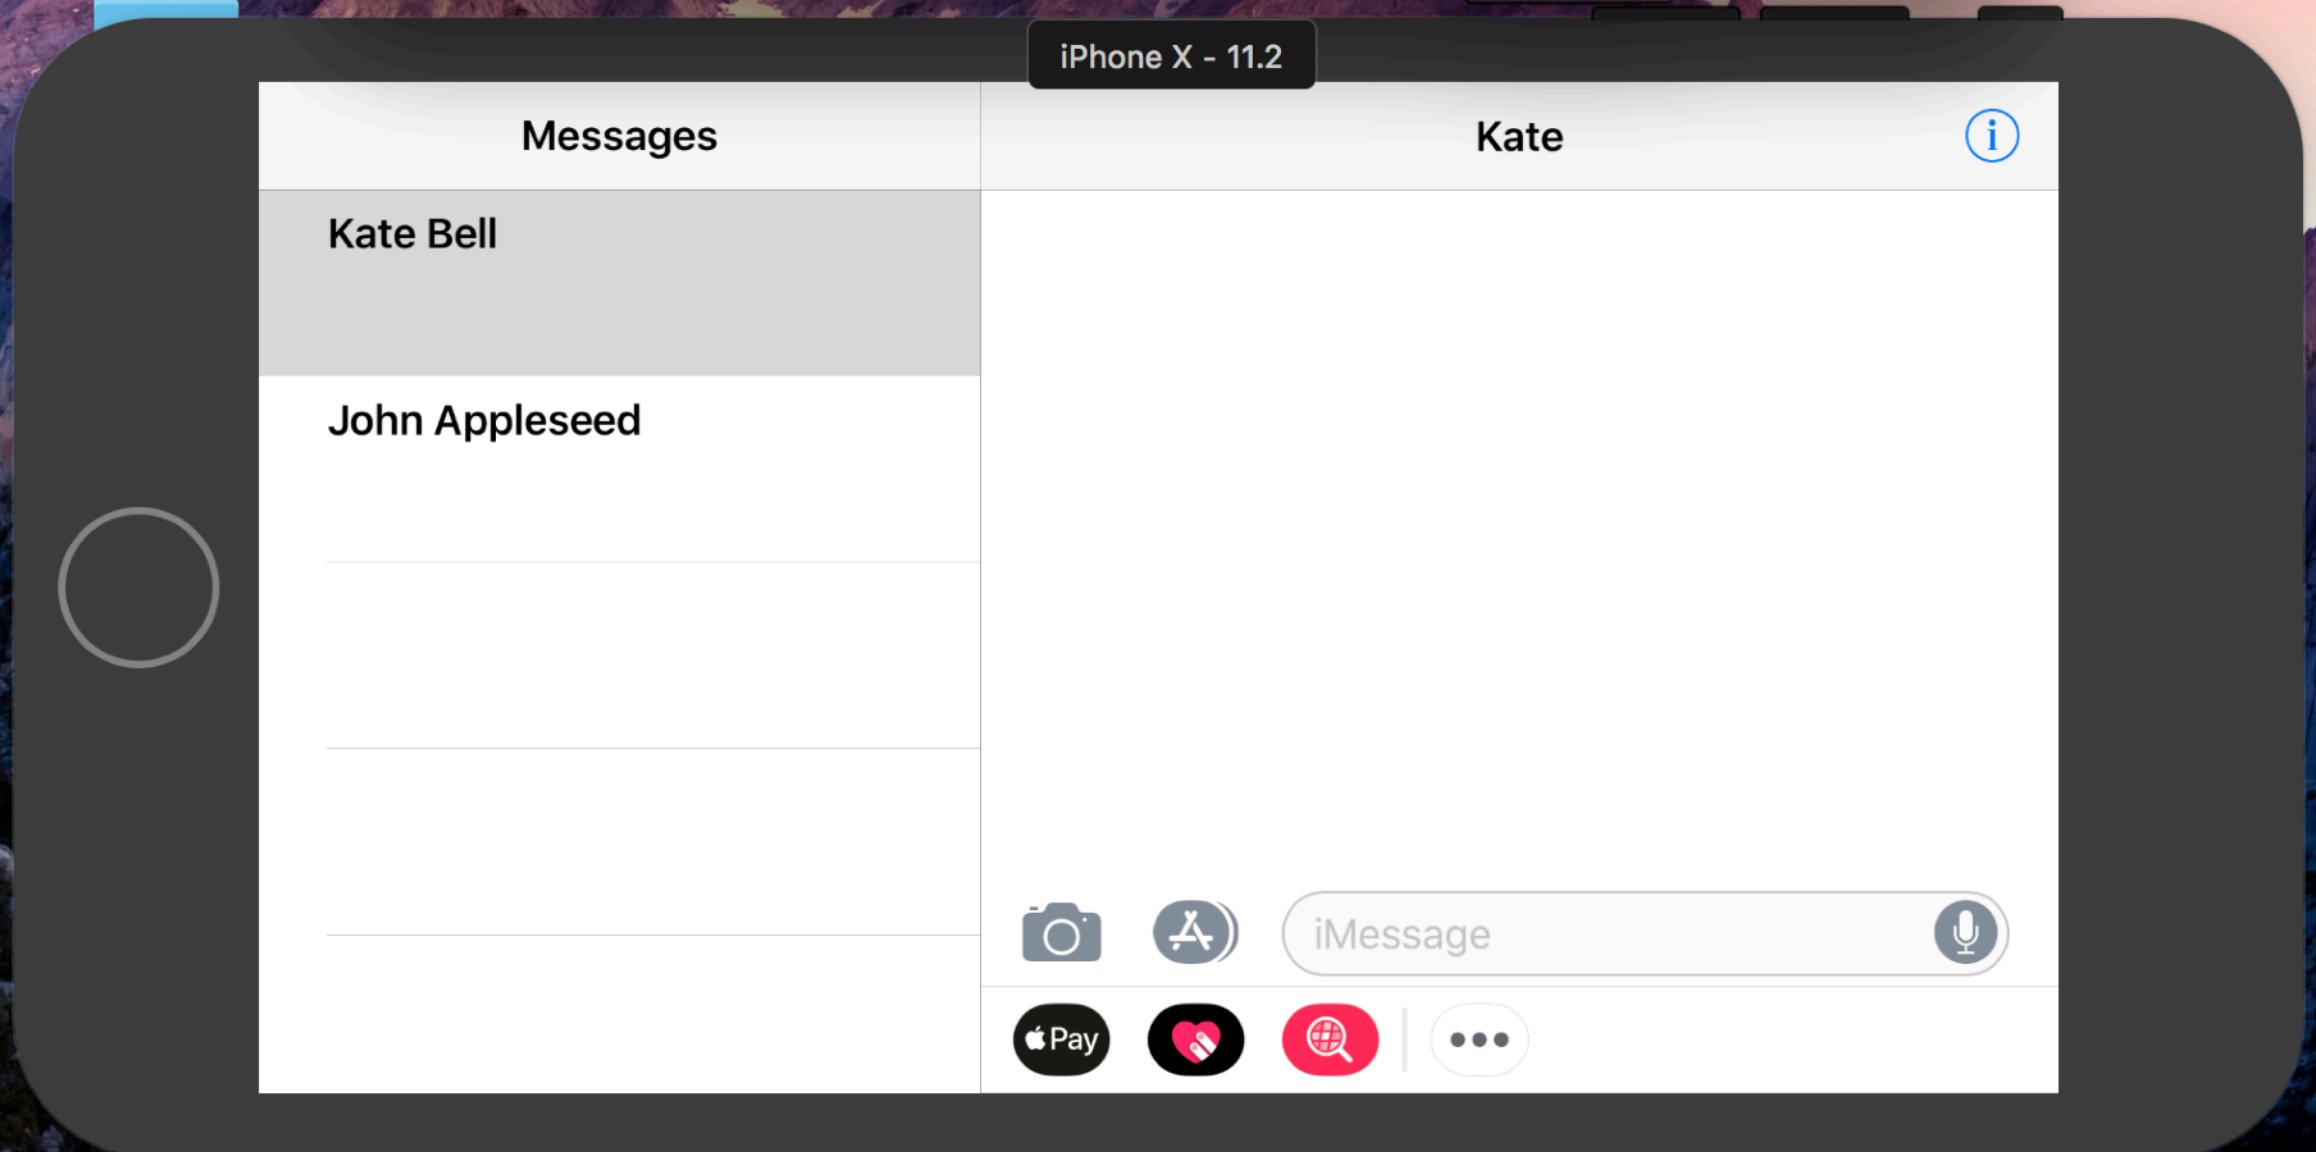 iPhone X - 11.2
Messages
Kate
i
Kate Bell
John Appleseed
iMessage
Pay